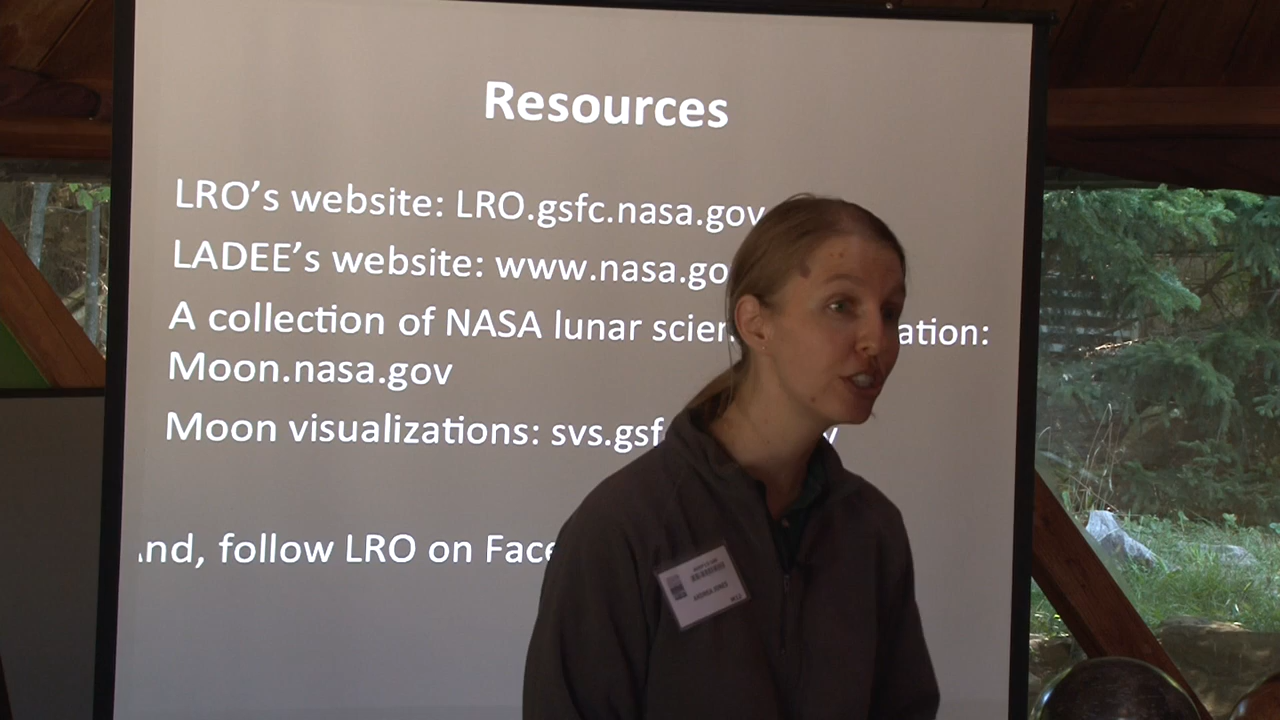 Resources
LRO’s website: LRO.gsfc.nasa.gov
LADEE’s website: www.nasa.go
A collection of NASA lunar scien ation:
Moon.nasa.gov
Moon visualizations: svs.gsf v
nd, follow LRO on Face